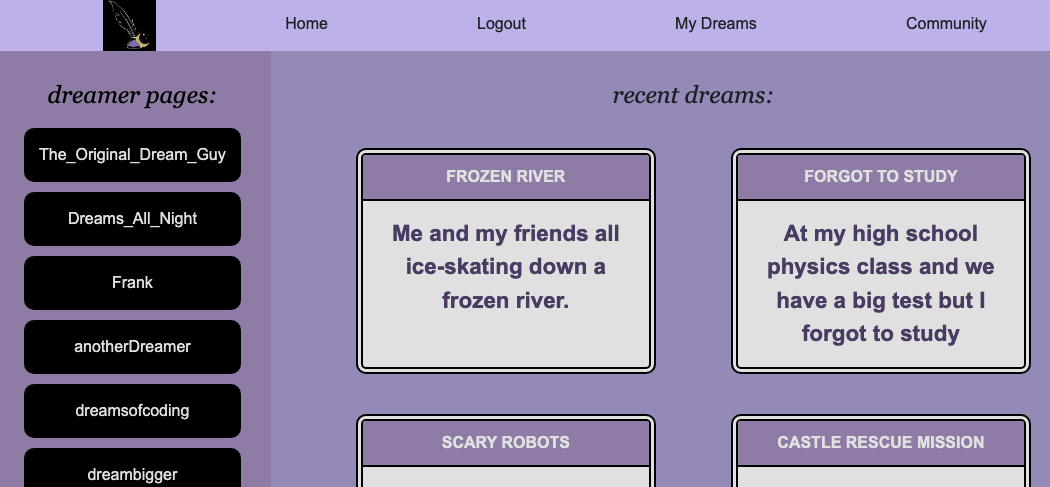 Home
Logout
My Dreams
Community
dreamer pages:
The_Original_Dream_Guy
Dreams_All_Night
Frank
anotherDreamer
dreamsofcoding
dreambigger
recent dreams:
FROZEN RIVER
Me and my friends all
ice-skating down a
frozen river.
FORGOT TO STUDY
At my high school
physics class and we
have a big test but I
forgot to study
SCARY ROBOTS
CASTLE RESCUE MISSION